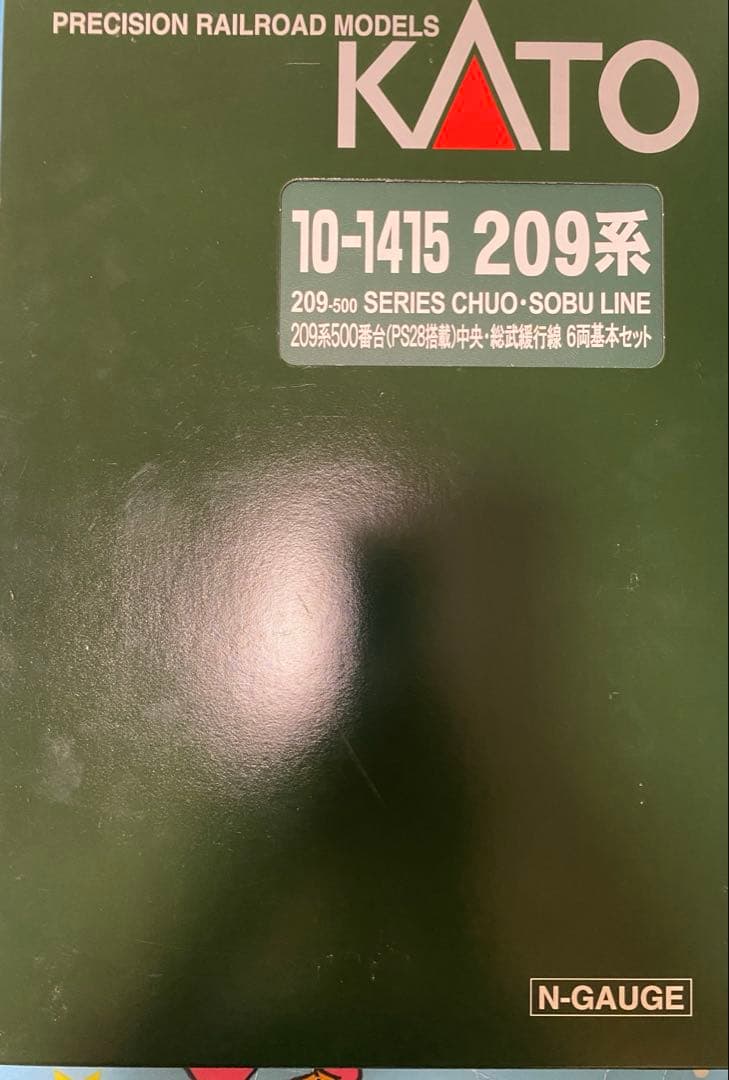 PRECISION RAILROAD MODELS
KATO
10-1415 209系
209-500 SERIES CHUO・SOBU LINE
209系500番台(PS28搭載)中央・総武緩行線 6両基本セット
N-GAUGE